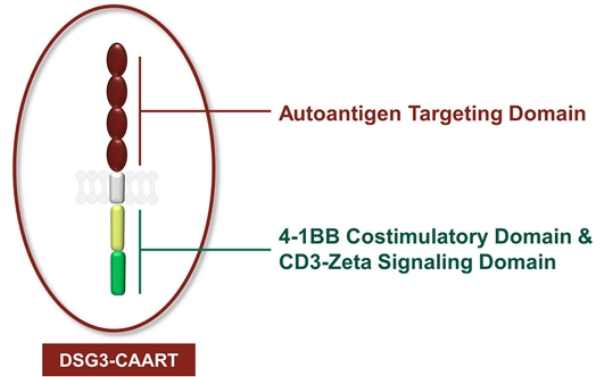 Autoantigen Targeting Domain
4-1BB Costimulatory Domain &
CD3-Zeta Signaling Domain
DSG3-CAART